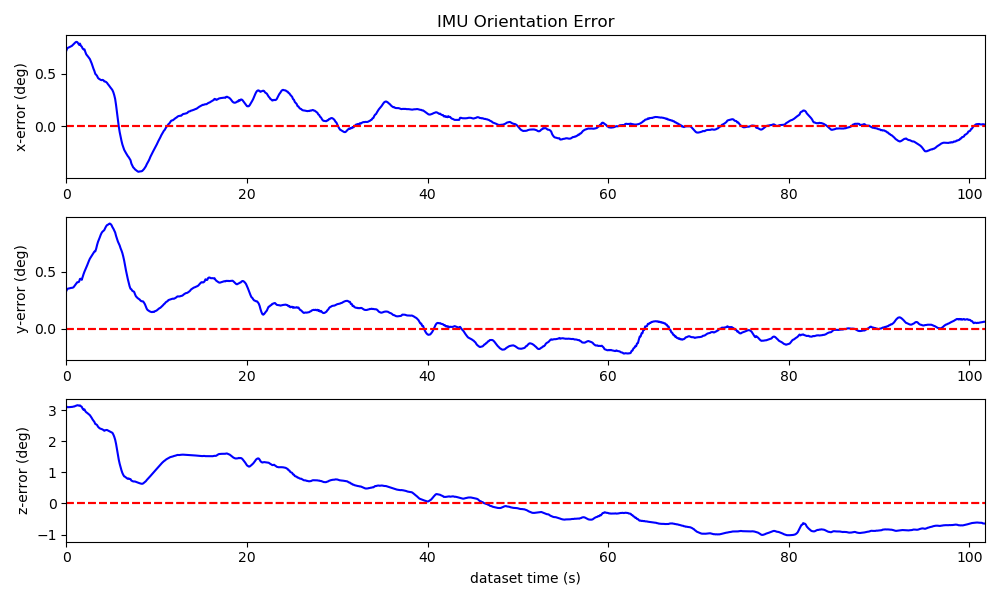 IMU Orientation Error
x-error (deg)
0.5
0.0
0 20 40 60 80 100
y-error (deg)
0.5
0.0
0 20 40 60 80 100
z-error (deg)
3
2
1
0
−1
0 20 40 60 80 100
dataset time (s)